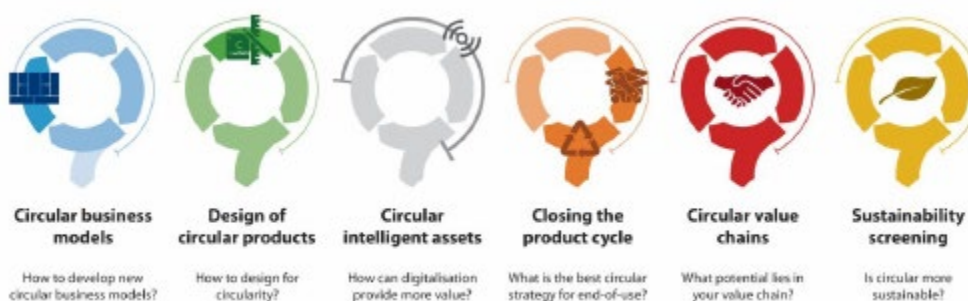 Circular business
models
Design of
circular products
Circular
intelligent assets
Closing the
product cycle
Circular value
chains
Sustainability
screening
How to develop new
circular business models?
How to design for
circularity?
How can digitalisation
provide more value?
What is the best circular
strategy for end-of-use?
What potential lies in
your value chain?
Is circular more
sustainable?